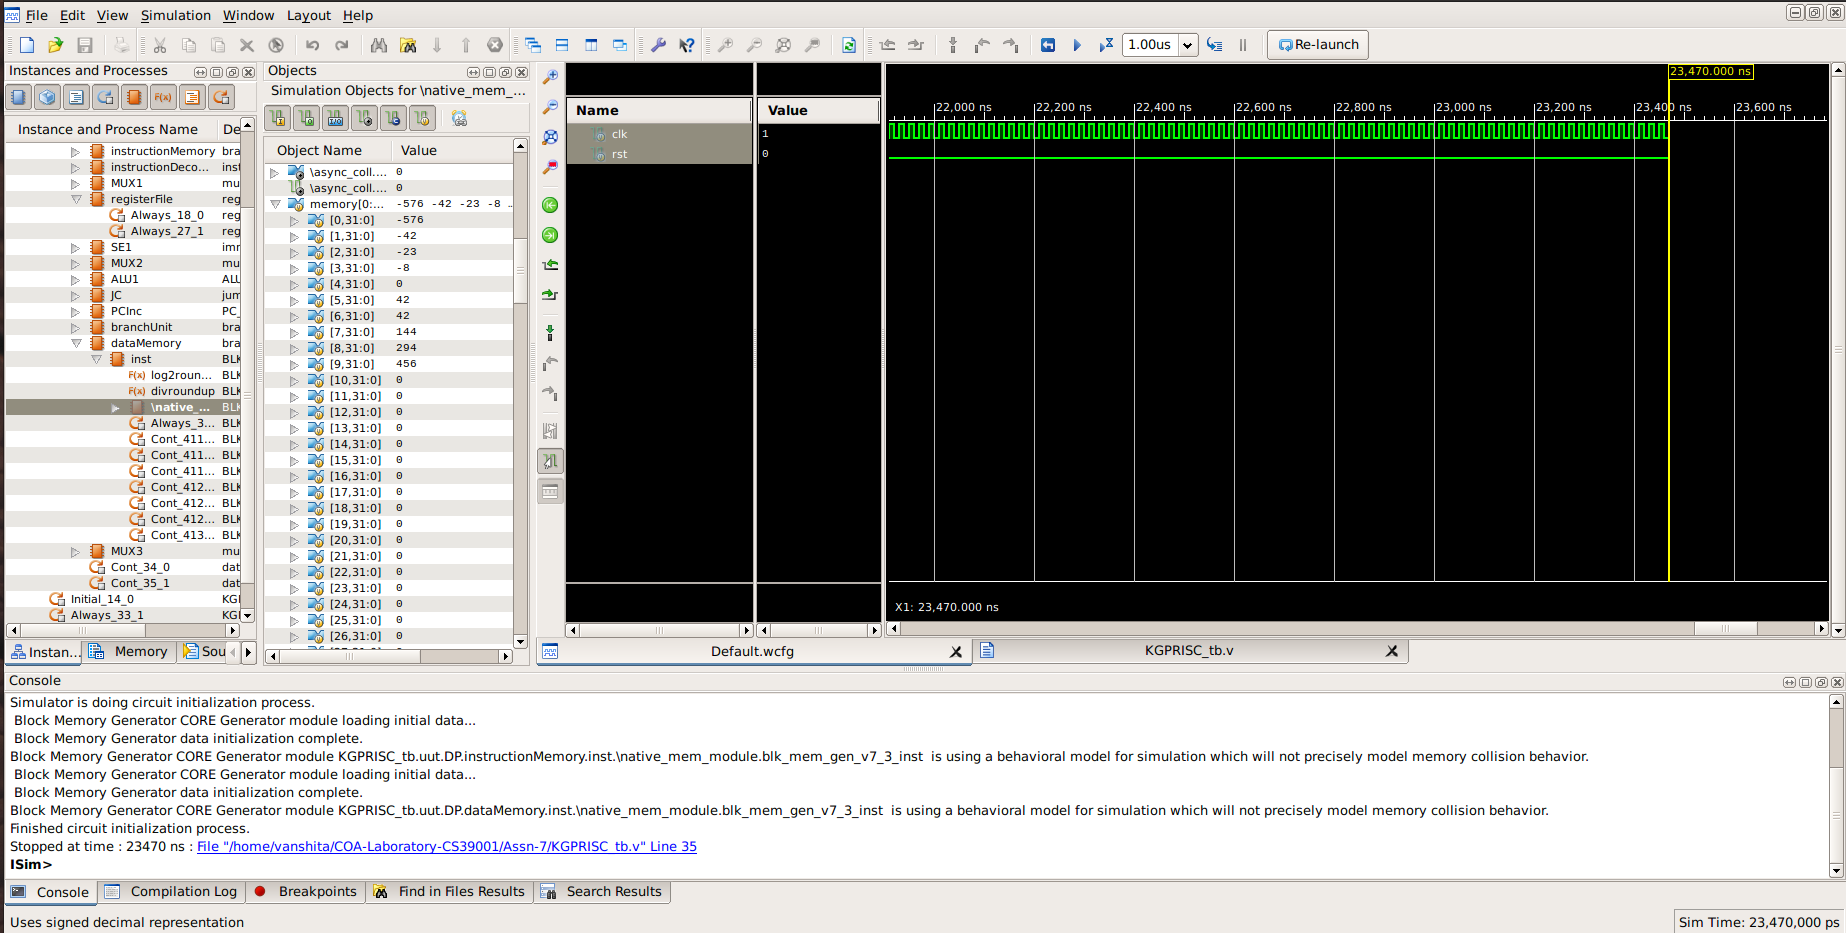 File Edit View Simulation Window Layout Help
1.00us Re-launch
Instances and Processes
Instance and Process Name De
instructionMemory bra
instructionDeco... inst
MUX1 mu
registerFile reg
Always_18_0 reg
Always_27_1 reg
SE1 imr
MUX2 mu
ALU1 ALL
JC jum
PCInc PC_
branchUnit bra
dataMemory bra
inst BLK
F(x) log2roun... BLK
F(x) divroundup BLK
\native_... BLK
Always_3... BLK
Cont_411... BLK
Cont_411... BLK
Cont_411... BLK
Cont_412... BLK
Cont_412... BLK
Cont_412... BLK
Cont_413... BLK
MUX3 mu
Cont_34_0 dat
Cont_35_1 dat
Initial_14_0 KGI
Always_33_1 KGI
Instan... Memory Sou
Objects
Simulation Objects for \native_mem_...
Object Name Value
\async_coll.... 0
\async_coll.... 0
memory[0:... -576 -42 -23 -8 ..
[0,31:0] -576
[1,31:0] -42
[2,31:0] -23
[3,31:0] -8
[4,31:0] 0
[5,31:0] 42
[6,31:0] 42
[7,31:0] 144
[8,31:0] 294
[9,31:0] 456
[10,31:0] 0
[11,31:0] 0
[12,31:0] 0
[13,31:0] 0
[14,31:0] 0
[15,31:0] 0
[16,31:0] 0
[17,31:0] 0
[18,31:0] 0
[19,31:0] 0
[20,31:0] 0
[21,31:0] 0
[22,31:0] 0
[23,31:0] 0
[24,31:0] 0
[25,31:0] 0
[26,31:0] 0
Name Value
clk 1
rst 0
23,470.000 ns
22,000 ns 22,200 ns 22,400 ns 22,600 ns 22,800 ns 23,000 ns 23,200 ns 23,400 ns 23,600 ns
X1: 23,470.000 ns
Default.wcfg KGPRISC_tb.v
Console
Simulator is doing circuit initialization process.
Block Memory Generator CORE Generator module loading initial data...
Block Memory Generator data initialization complete.
Block Memory Generator CORE Generator module KGPRISC_tb.uut.DP.instructionMemory.inst.\native_mem_module.blk_mem_gen_v7_3_inst is using a behavioral model for simulation which will not precisely model memory collision behavior.
Block Memory Generator CORE Generator module loading initial data...
Block Memory Generator data initialization complete.
Block Memory Generator CORE Generator module KGPRISC_tb.uut.DP.dataMemory.inst.\native_mem_module.blk_mem_gen_v7_3_inst is using a behavioral model for simulation which will not precisely model memory collision behavior.
Finished circuit initialization process.
Stopped at time : 23470 ns : File "/home/vanshita/COA-Laboratory-CS39001/Assn-7/KGPRISC_tb.v" Line 35
ISim>
Console Compilation Log Breakpoints Find in Files Results Search Results
Uses signed decimal representation Sim Time: 23,470,000 ps